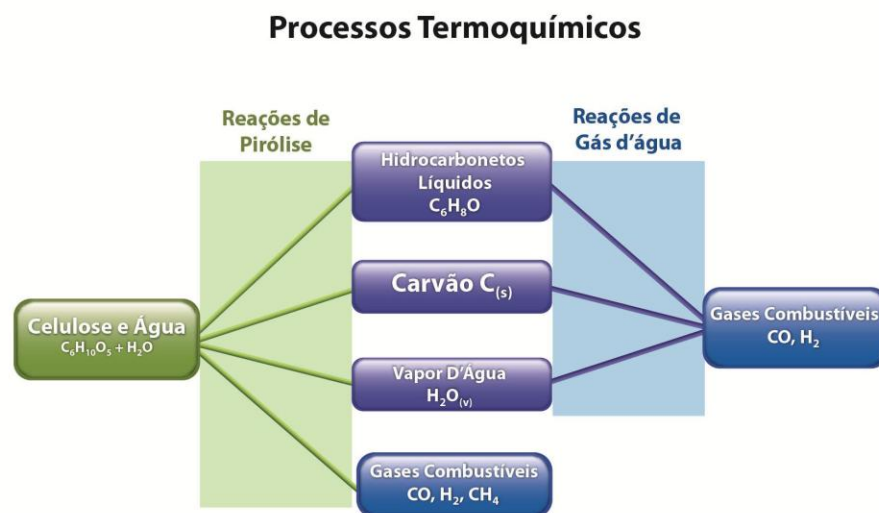 Processos Termoquímicos
Reações de
Pirólise
Reações de
Gás d'água
Hidrocarbonetos
Líquidos
C₆H₈O
Carvão C₍ₛ₎
Celulose e Água
C₆H₁₀O₅ + H₂O
Gases Combustíveis
CO, H₂
Vapor D'Água
H₂O₍ᵥ₎
Gases Combustíveis
CO, H₂, CH₄